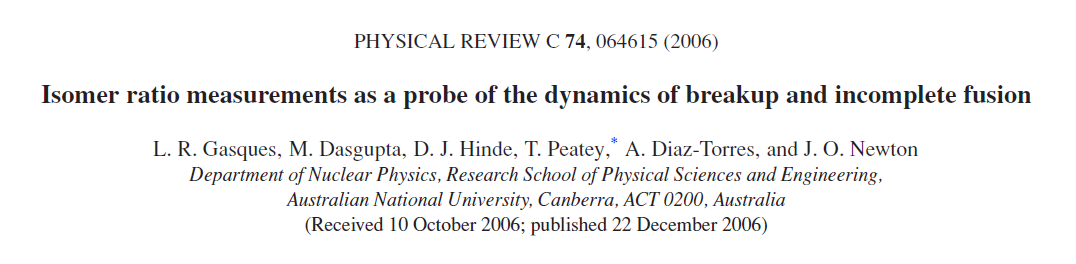 PHYSICAL REVIEW C 74, 064615 (2006)
Isomer ratio measurements as a probe of the dynamics of breakup and incomplete fusion
L. R. Gasques, M. Dasgupta, D. J. Hinde, T. Peatey,* A. Diaz-Torres, and J. O. Newton
Department of Nuclear Physics, Research School of Physical Sciences and Engineering,
Australian National University, Canberra, ACT 0200, Australia
(Received 10 October 2006; published 22 December 2006)